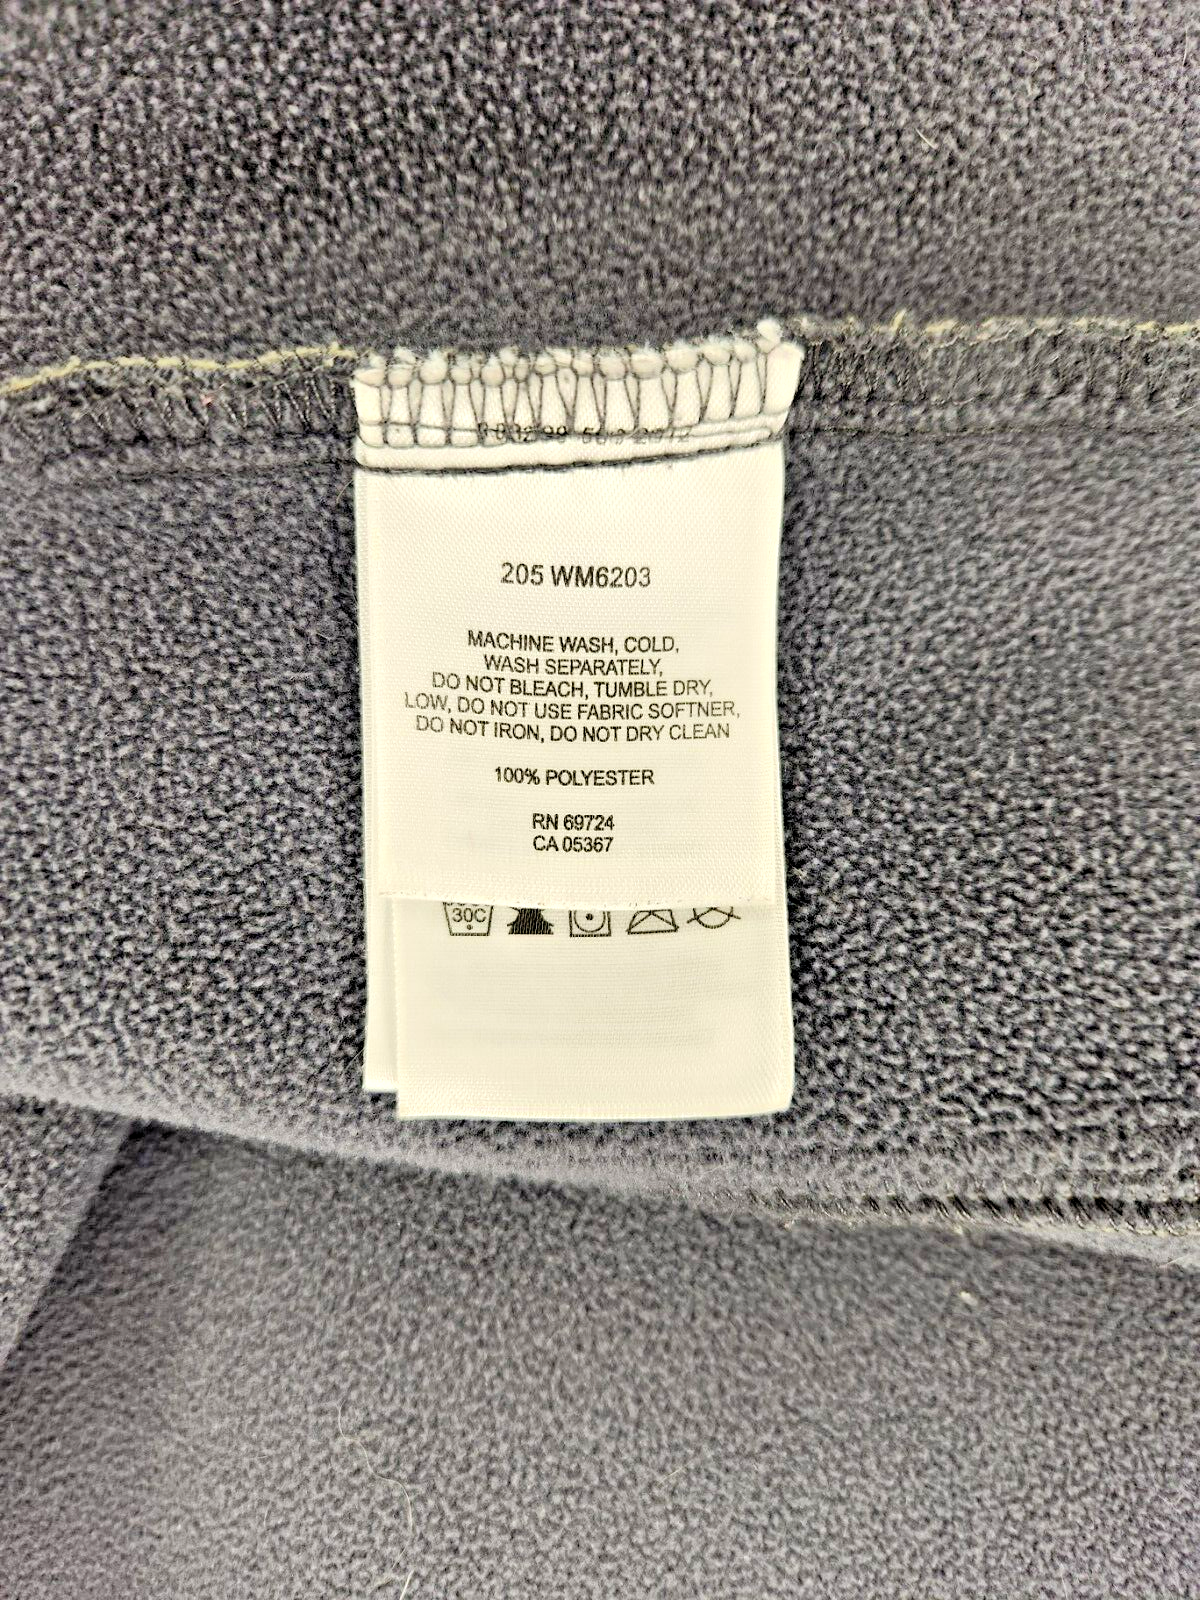 205 WM6203
MACHINE WASH, COLD,
WASH SEPARATELY,
DO NOT BLEACH, TUMBLE DRY,
LOW, DO NOT USE FABRIC SOFTNER,
DO NOT IRON, DO NOT DRY CLEAN
100% POLYESTER
RN 69724
CA 05367
30C